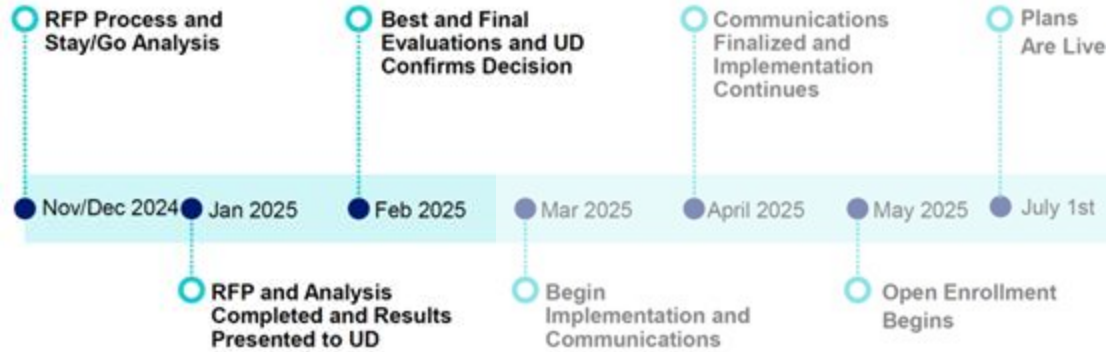 RFP Process and
Stay/Go Analysis
Best and Final
Evaluations and UD
Confirms Decision
Communications
Finalized and
Implementation
Continues
Plans
Are Live
Nov/Dec 2024
Jan 2025
Feb 2025
Mar 2025
April 2025
May 2025
July 1st
RFP and Analysis
Completed and Results
Presented to UD
Begin
Implementation and
Communications
Open Enrollment
Begins